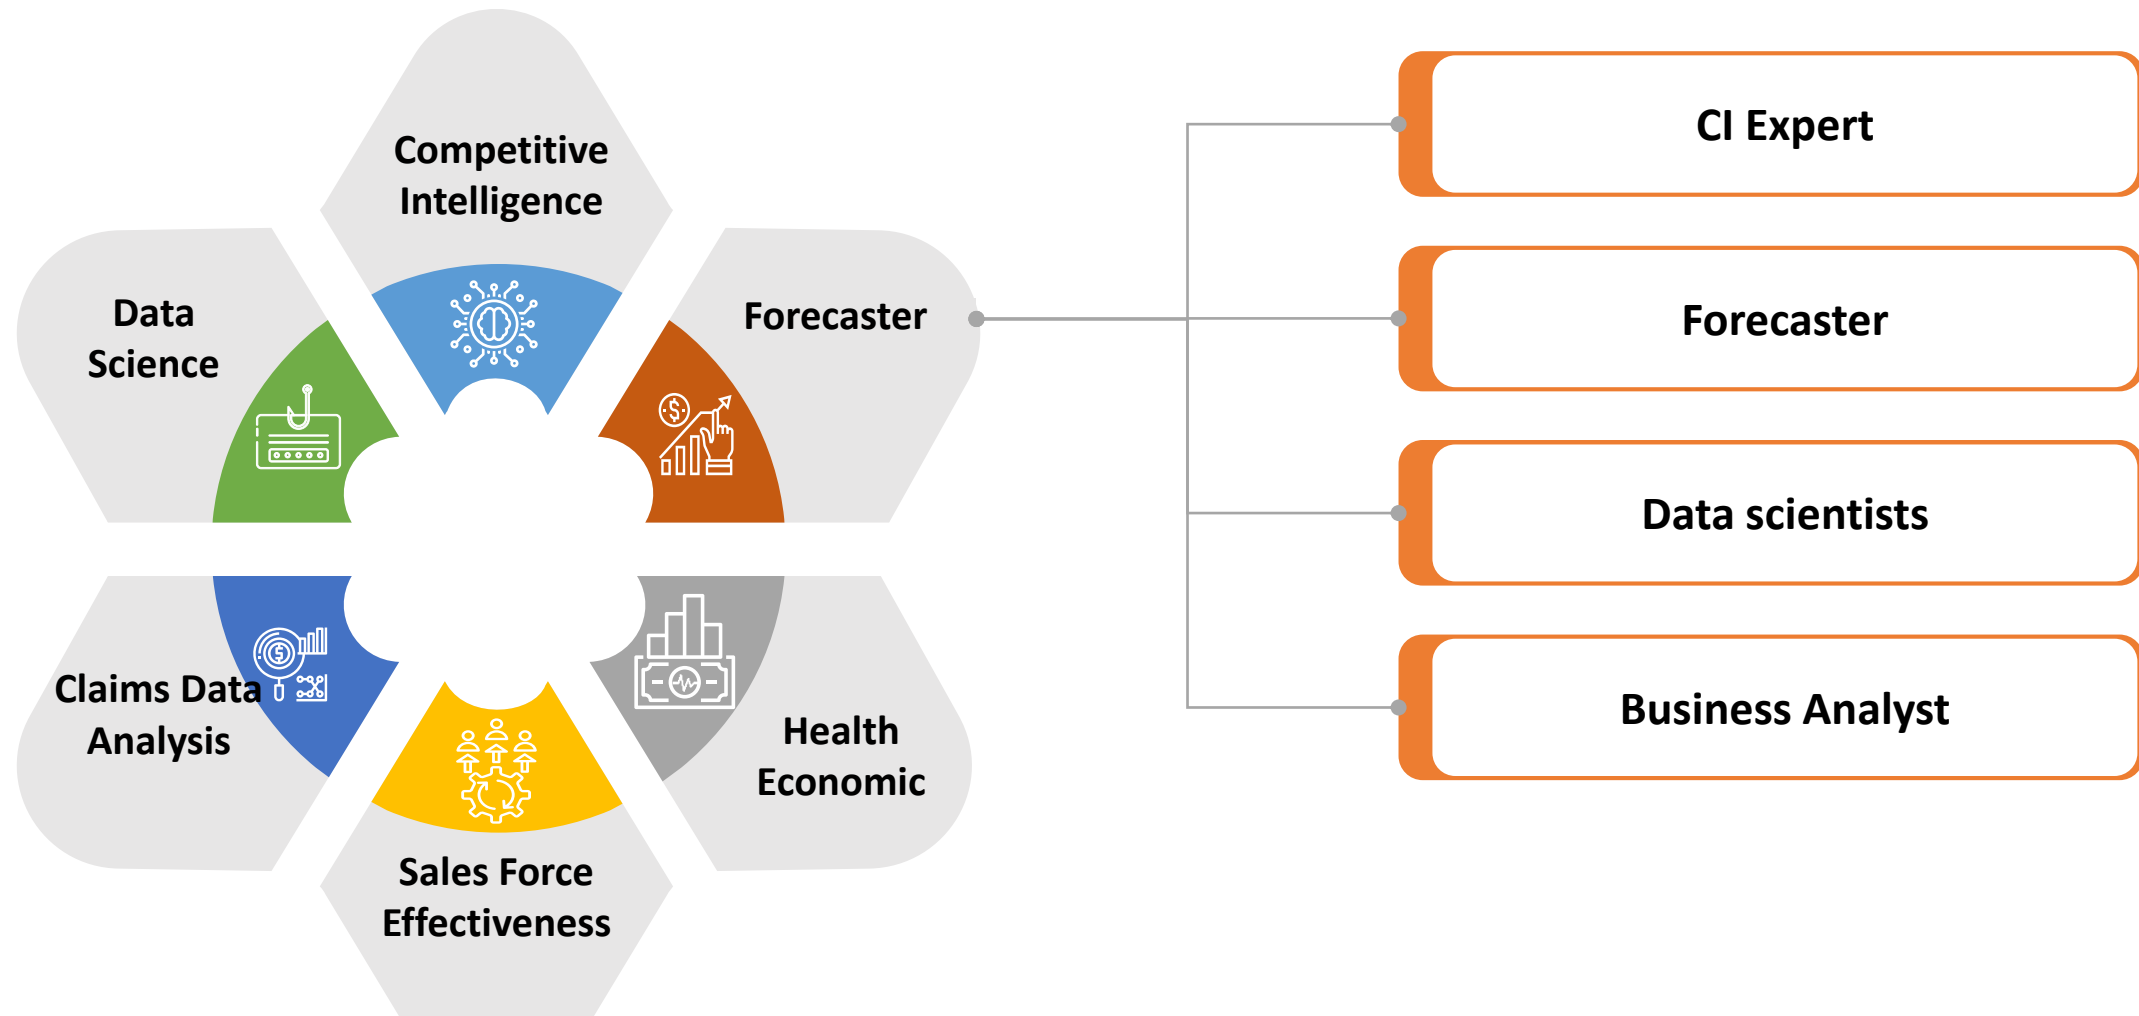 Competitive
Intelligence
Data
Science
Forecaster
Claims Data
Analysis
Health
Economic
Sales Force
Effectiveness
CI Expert
Forecaster
Data scientists
Business Analyst